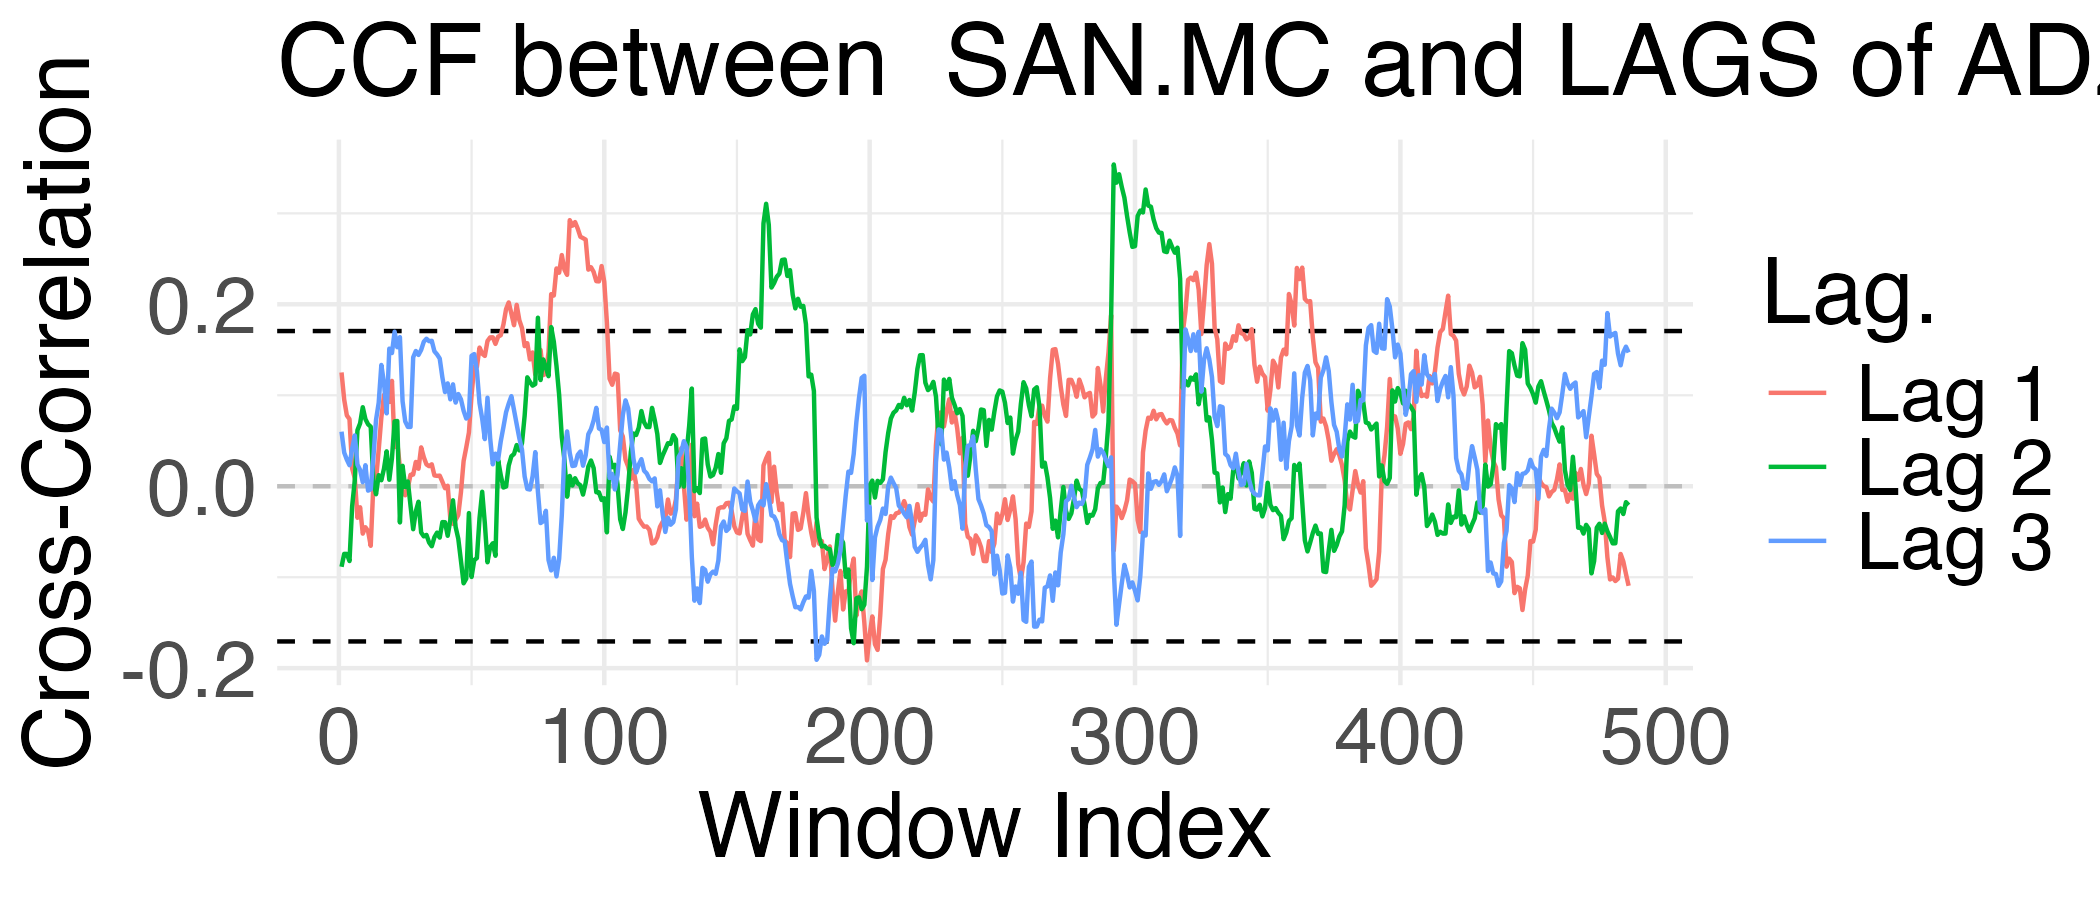 CCF between  SAN.MC and LAGS of AD
Cross-Correlation
0.2
0.0
-0.2
0
100
200
300
400
500
Window Index
Lag.
Lag 1
Lag 2
Lag 3